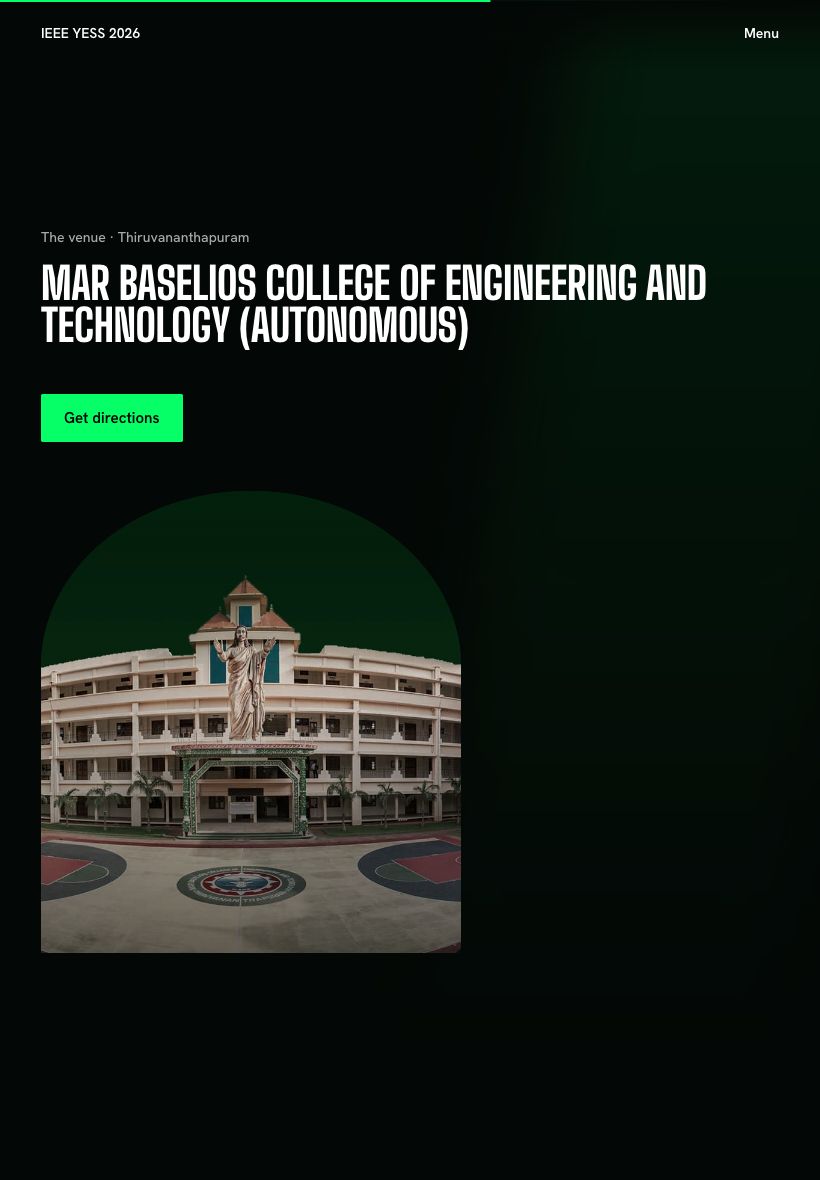 IEEE YESS 2026
Menu
The venue · Thiruvananthapuram
MAR BASELIOS COLLEGE OF ENGINEERING AND
TECHNOLOGY (AUTONOMOUS)
Get directions